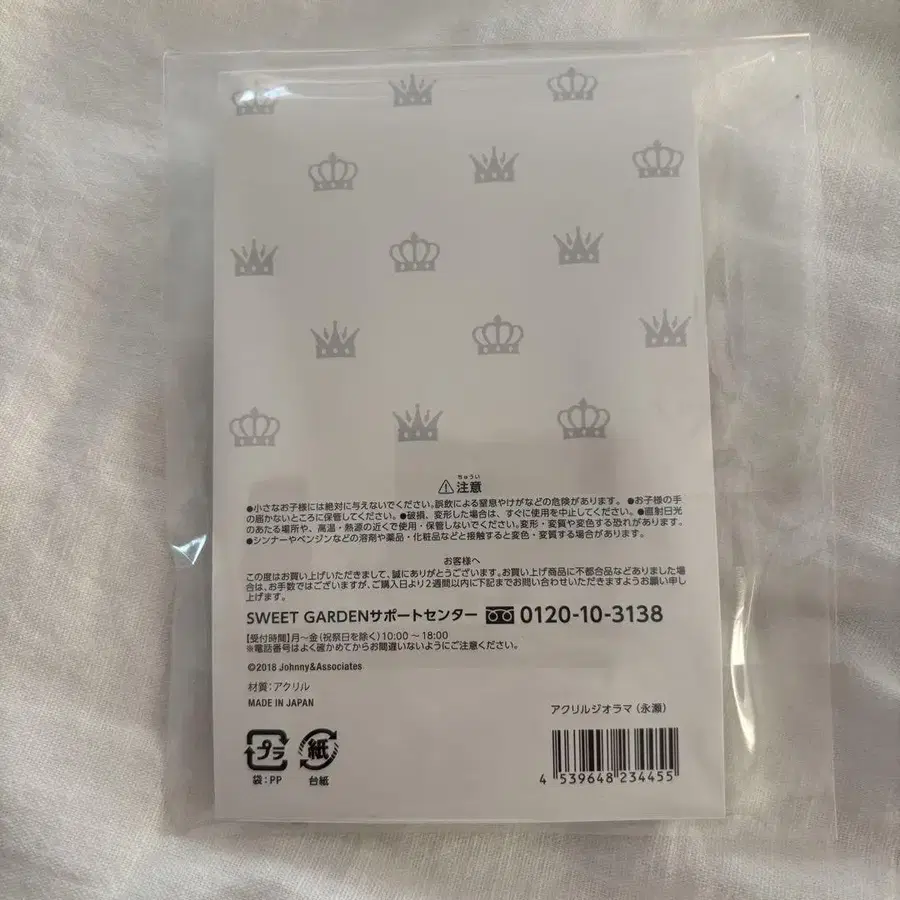 ちゅうい
⚠注意
●小さなお子様には絶対に与えないでください。誤飲による窒息やけがなどの危険があります。 ●お子様の手
の届かないところに保管してください。●破損、変形した場合は、すぐに使用を中止してください。●直射日光
のあたる場所や、高温・熱源の近くで使用・保管しないでください。変形・変質や変色する恐れがあります。
●シンナーやベンジンなどの溶剤や薬品・化粧品などと接触すると変色・変質する場合があります。
お客様へ
この度はお買い上げいただきまして、誠にありがとうございます。お買い上げ商品に不都合品などありました場
合は、お手数ではございますが、ご購入日より2週間以内に下記までお問い合わせいただきますようお願い申し
上げます。
SWEET GARDENサポートセンター 0120-10-3138
【受付時間】月～金(祝祭日を除く)10:00～18:00
※電話番号はよく確かめてからお間違いないようにご注意ください。
©2018 Johnny&Associates
材質：アクリル
MADE IN JAPAN
アクリルジオラマ（永瀬）
プラ
紙
袋：PP
台紙
4 539648 234455